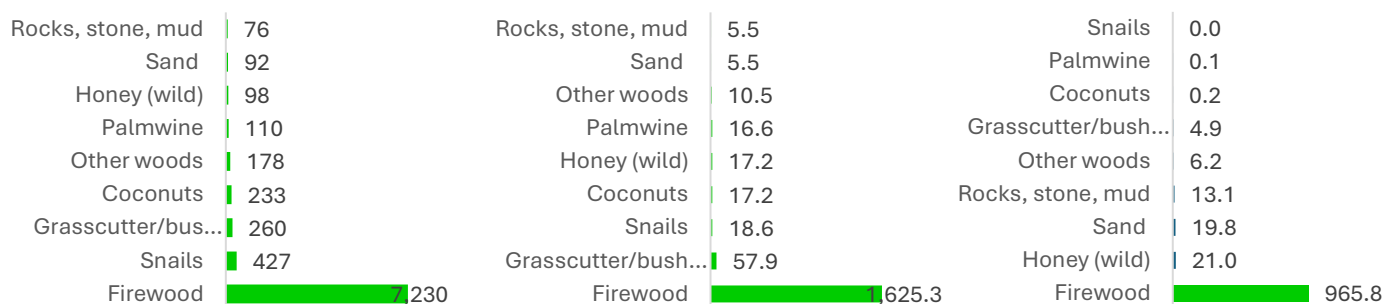 Rocks, stone, mud 76
Sand 92
Honey (wild) 98
Palmwine 110
Other woods 178
Coconuts 233
Grasscutter/bus... 260
Snails 427
Firewood 7,230
Rocks, stone, mud 5.5
Sand 5.5
Other woods 10.5
Palmwine 16.6
Honey (wild) 17.2
Coconuts 17.2
Snails 18.6
Grasscutter/bush... 57.9
Firewood 1,625.3
Snails 0.0
Palmwine 0.1
Coconuts 0.2
Grasscutter/bush... 4.9
Other woods 6.2
Rocks, stone, mud 13.1
Sand 19.8
Honey (wild) 21.0
Firewood 965.8